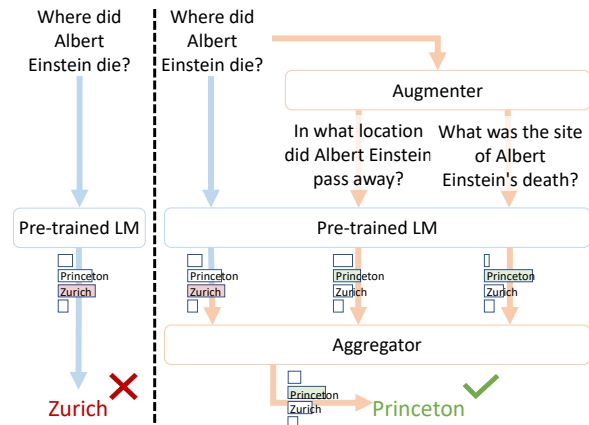 Where did
Albert
Einstein die?
Pre-trained LM
Princeton
Zurich
Zurich
Where did
Albert
Einstein die?
Augmenter
In what location
did Albert Einstein
pass away?
What was the site
of Albert
Einstein's death?
Pre-trained LM
Princeton
Zurich
Princeton
Zurich
Princeton
Zurich
Aggregator
Princeton
Zurich
Princeton